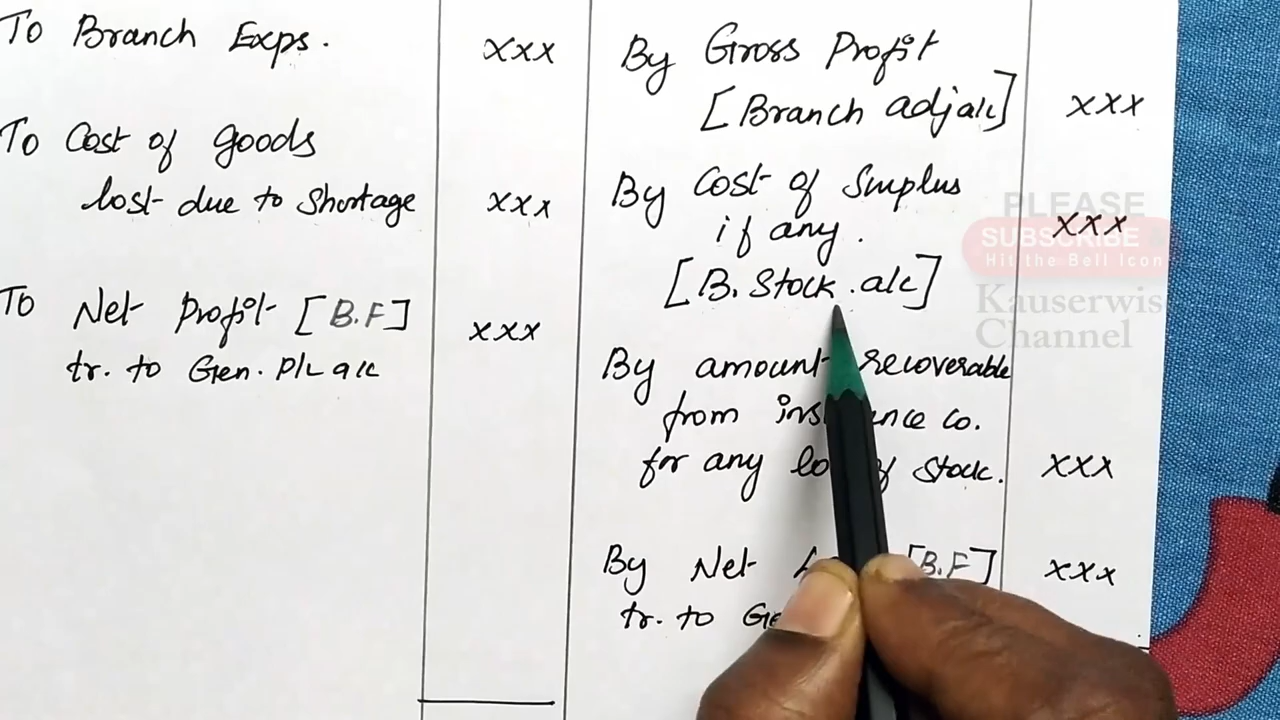 To Branch Exps. xxx
To Cost of goods
lost due to Shortage xxx
To Net Profit [B.F] xxx
tr. to Gen. P/L a/c
By Gross Profit
[Branch adj a/c] xxx
By Cost of Surplus
if any. xxx
[B. Stock. a/c]
By amount recoverable
from co.
for any stock. xxx
By Net [B.F] xxx
tr. to
PLEASE
SUBSCRIBE &
Hit the Bell Icon
Kauserwis
Channel